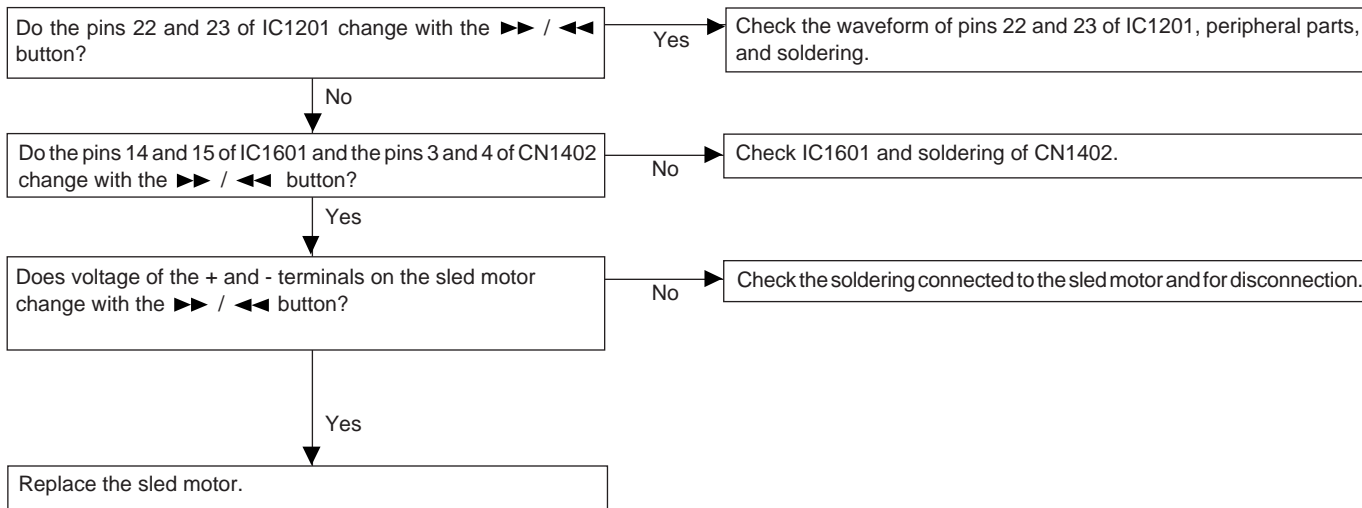 Do the pins 22 and 23 of IC1201 change with the ►► / ◄◄
button?
Yes
Check the waveform of pins 22 and 23 of IC1201, peripheral parts,
and soldering.
No
Do the pins 14 and 15 of IC1601 and the pins 3 and 4 of CN1402
change with the ►► / ◄◄ button?
No
Check IC1601 and soldering of CN1402.
Yes
Does voltage of the + and - terminals on the sled motor
change with the ►► / ◄◄ button?
No
Check the soldering connected to the sled motor and for disconnection.
Yes
Replace the sled motor.